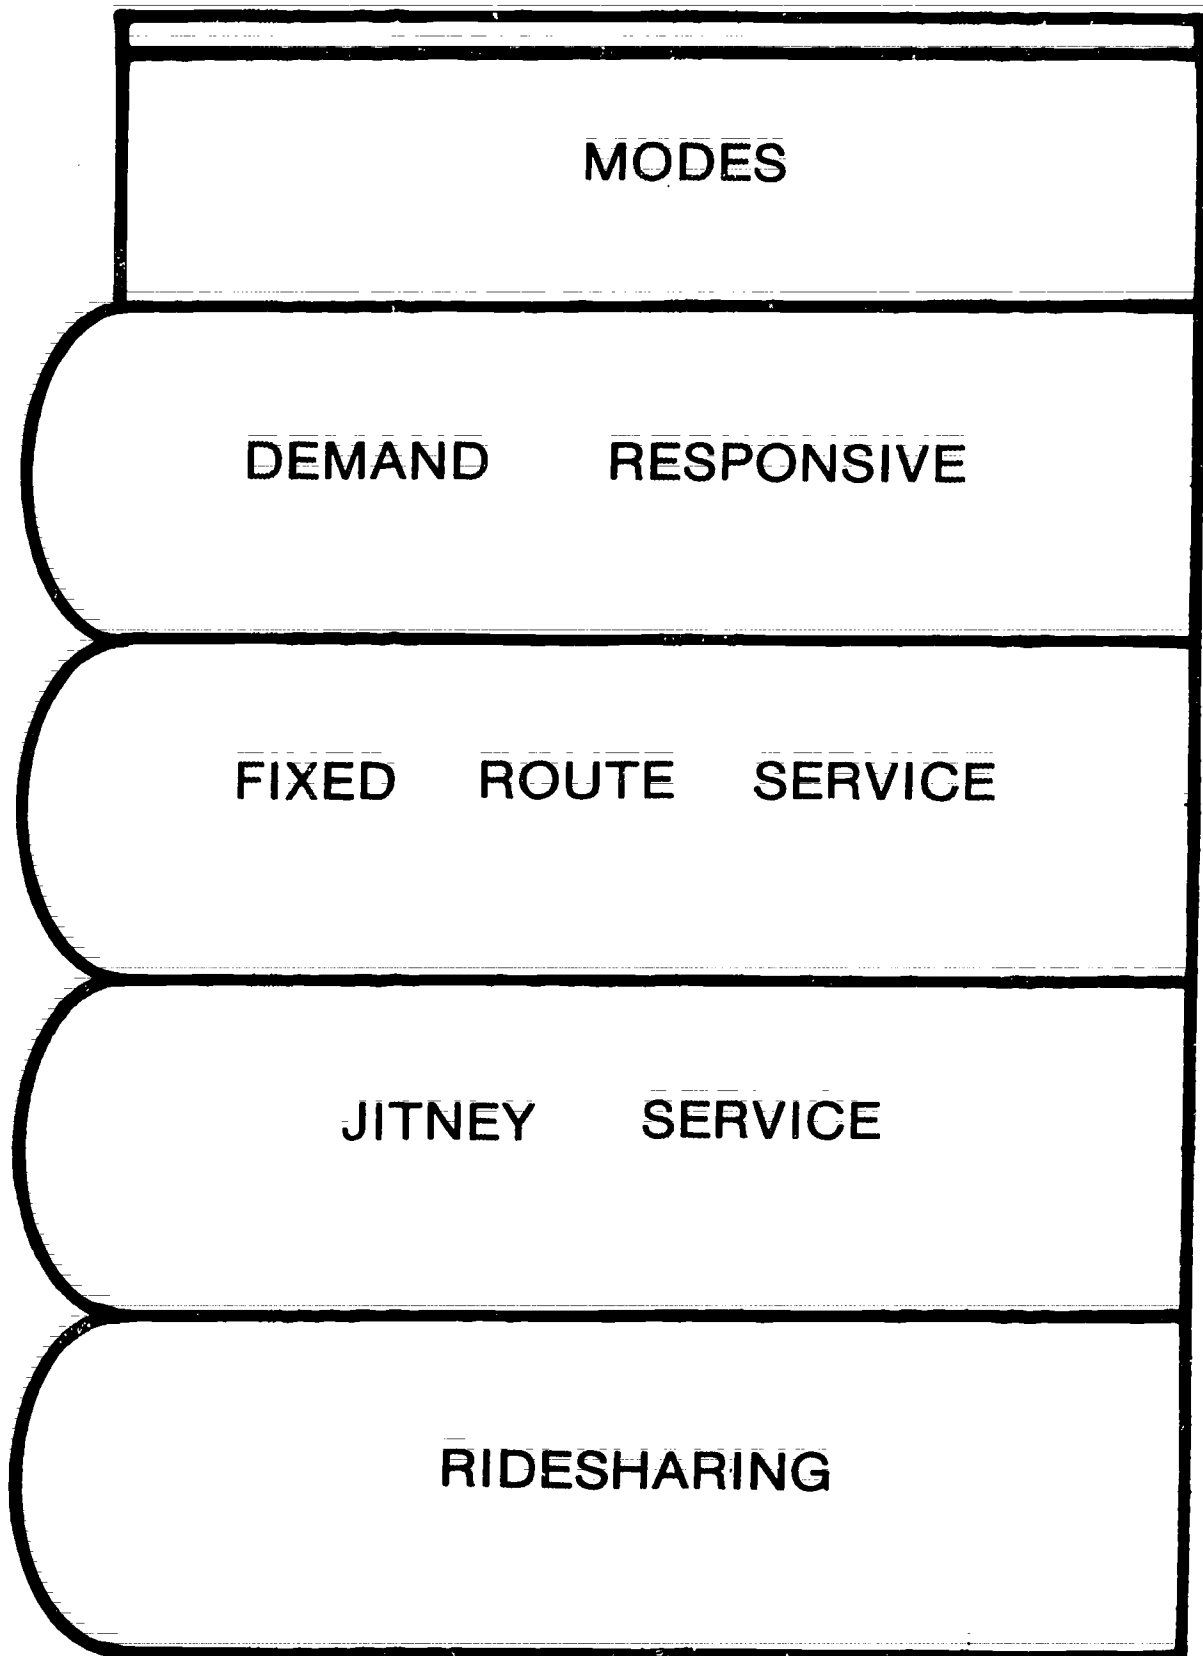 MODES
DEMAND RESPONSIVE
FIXED ROUTE SERVICE
JITNEY SERVICE
RIDESHARING